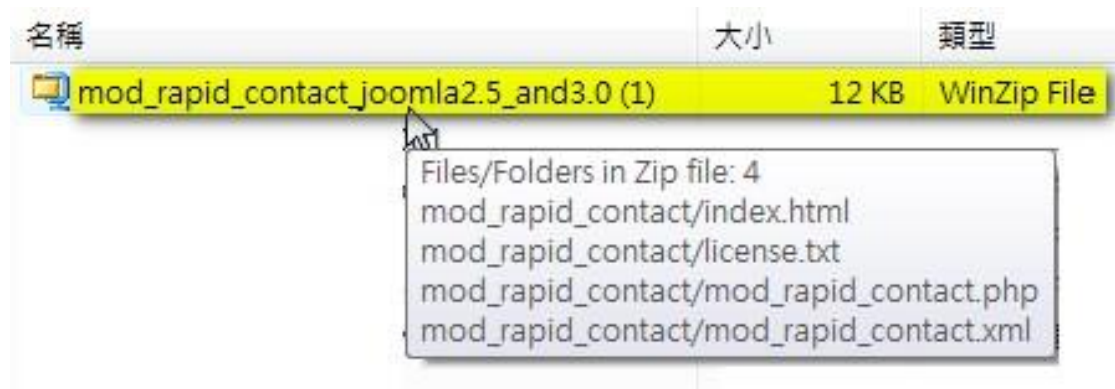 名稱 大小 類型
mod_rapid_contact_joomla2.5_and3.0 (1) 12 KB WinZip File
Files/Folders in Zip file: 4
mod_rapid_contact/index.html
mod_rapid_contact/license.txt
mod_rapid_contact/mod_rapid_contact.php
mod_rapid_contact/mod_rapid_contact.xml